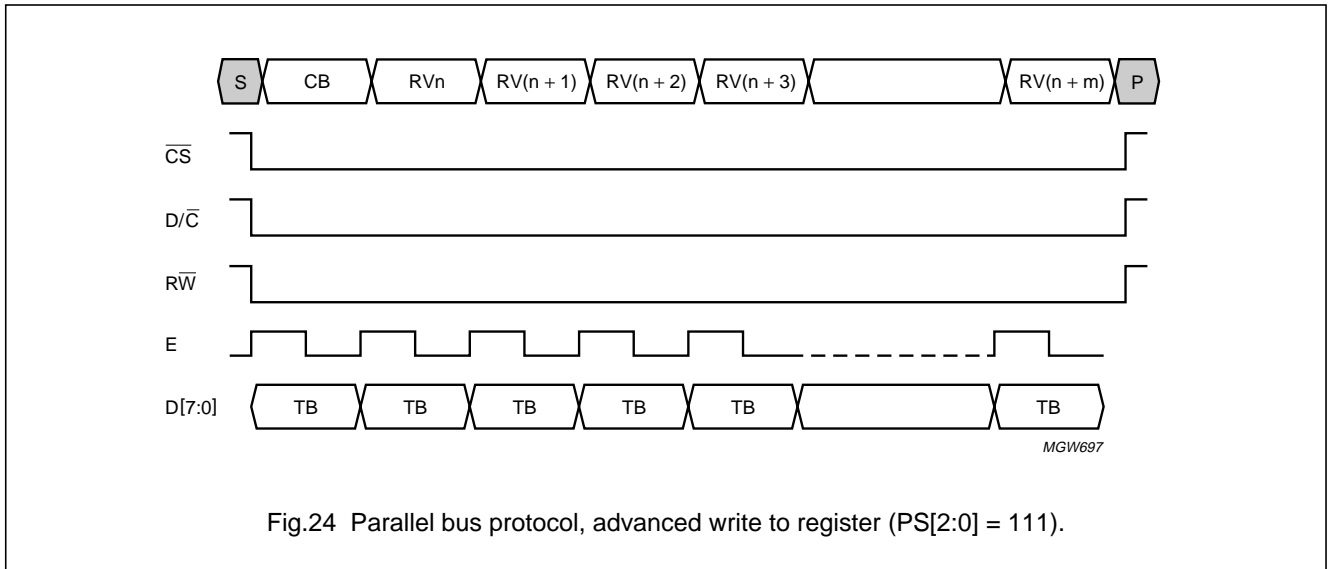 S CB RVn RV(n + 1) RV(n + 2) RV(n + 3) RV(n + m) P
C̅S̅
D/C̅
RW̅
E
D[7:0] TB TB TB TB TB TB
MGW697
Fig.24 Parallel bus protocol, advanced write to register (PS[2:0] = 111).